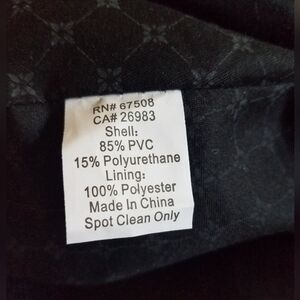 RN# 67508
CA# 26983
Shell:
85% PVC
15% Polyurethane
Lining:
100% Polyester
Made In China
Spot Clean Only